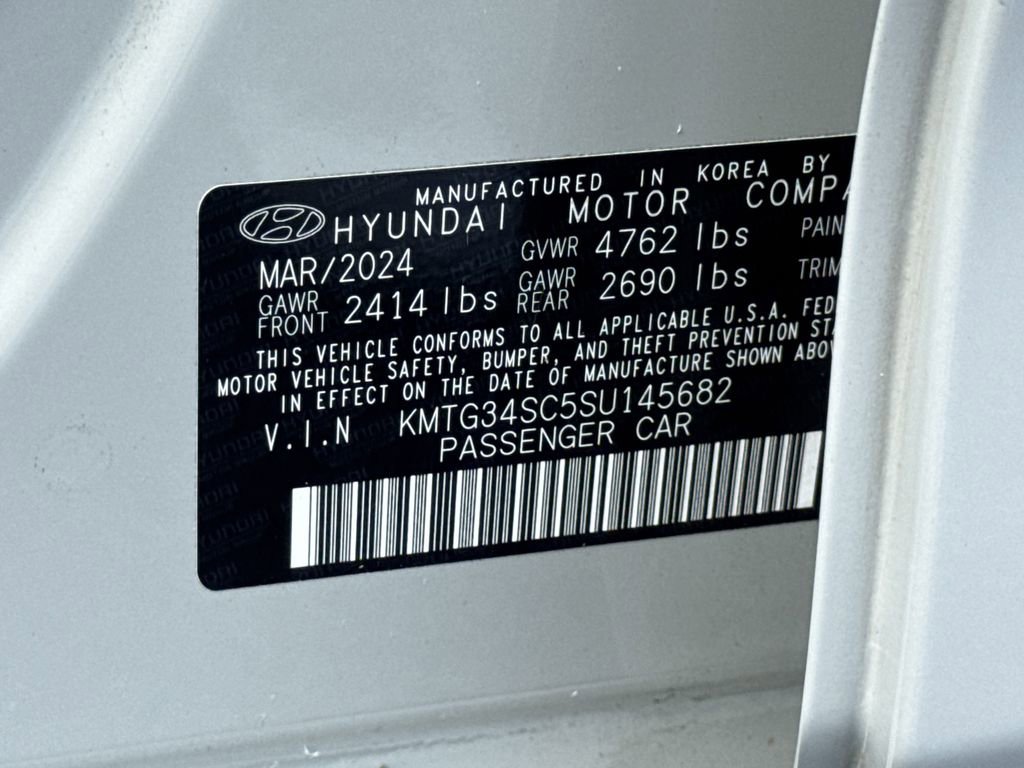 MANUFACTURED IN KOREA BY
HYUNDAI MOTOR COMPA
MAR/2024 GVWR 4762 lbs PAIN
GAWR FRONT 2414 lbs GAWR REAR 2690 lbs TRIM
THIS VEHICLE CONFORMS TO ALL APPLICABLE U.S.A. FED
MOTOR VEHICLE SAFETY, BUMPER, AND THEFT PREVENTION STA
IN EFFECT ON THE DATE OF MANUFACTURE SHOWN ABOV
V.I.N KMTG34SC5SU145682
PASSENGER CAR